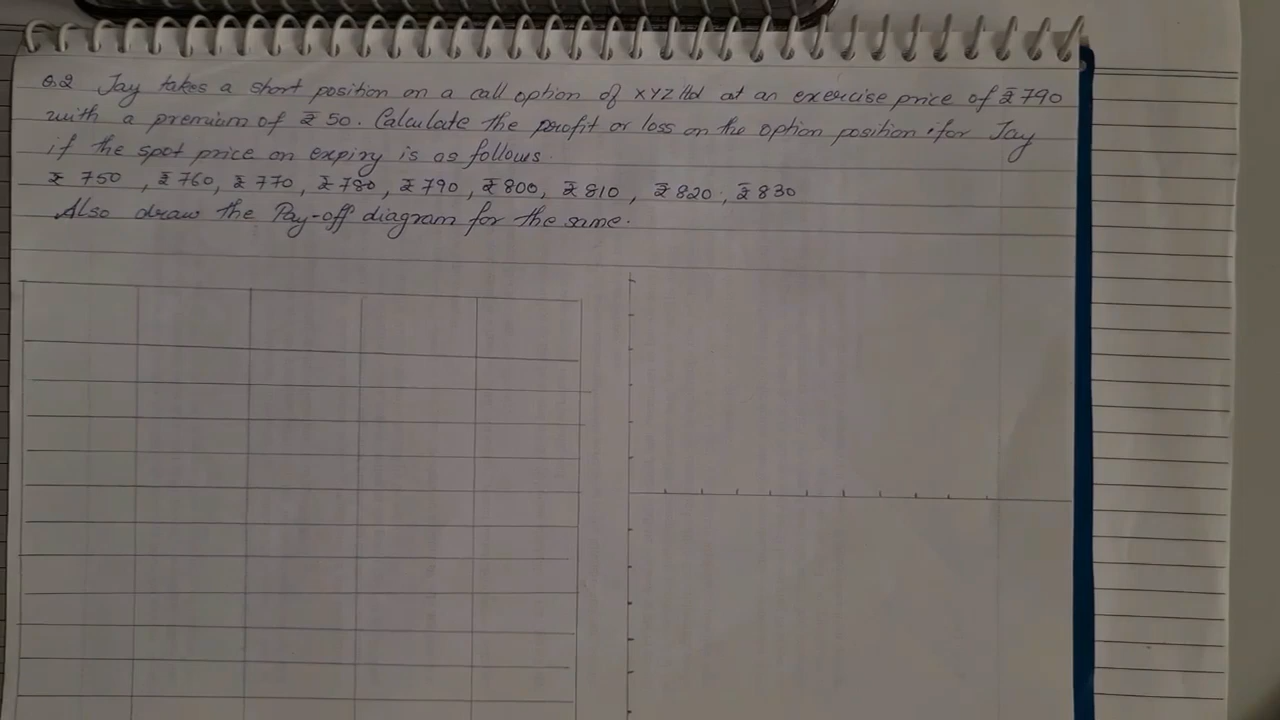 Q.2 Jay takes a short position on a call option of XYZ ltd at an exercise price of ₹790
with a premium of ₹50. Calculate the profit or loss on the option position for Jay
if the spot price on expiry is as follows.
₹750, ₹760, ₹770, ₹780, ₹790, ₹800, ₹810, ₹820, ₹830
Also draw the Pay-off diagram for the same.